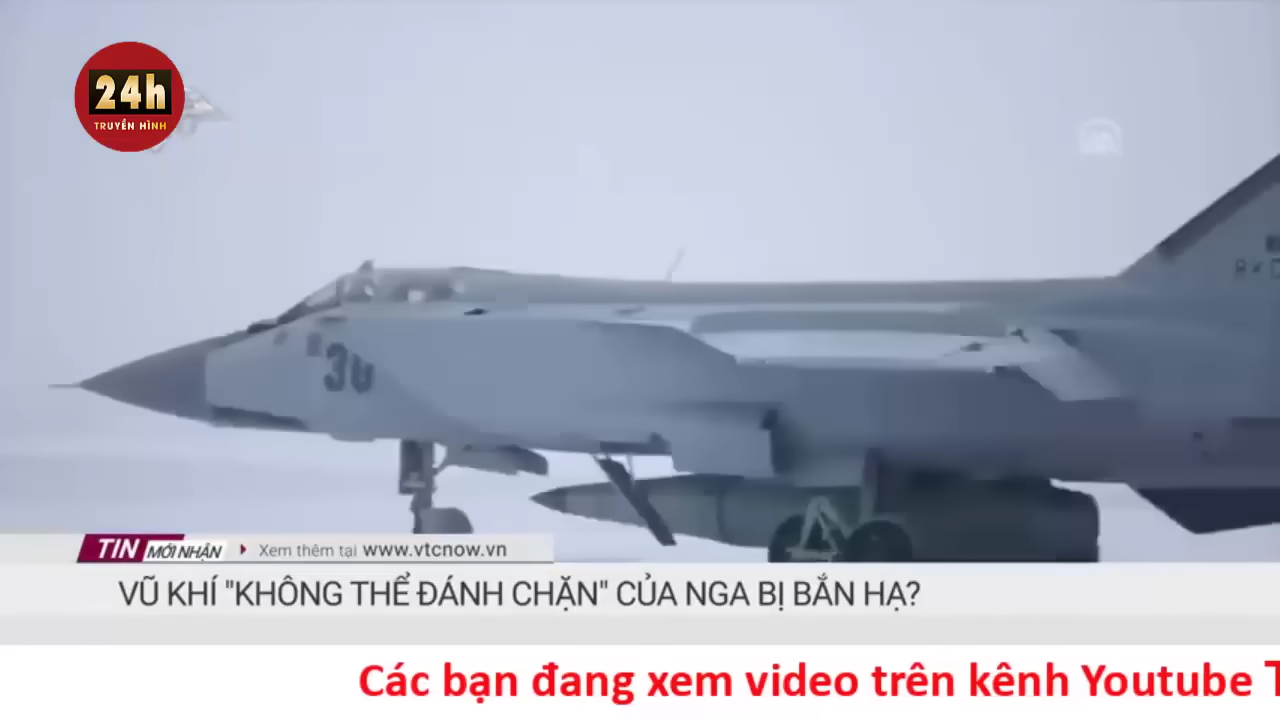 24h
TRUYỀN HÌNH
30
TIN MỚI NHẬN Xem thêm tại www.vtcnow.vn
VŨ KHÍ "KHÔNG THỂ ĐÁNH CHẶN" CỦA NGA BỊ BẮN HẠ?
Các bạn đang xem video trên kênh Youtube T